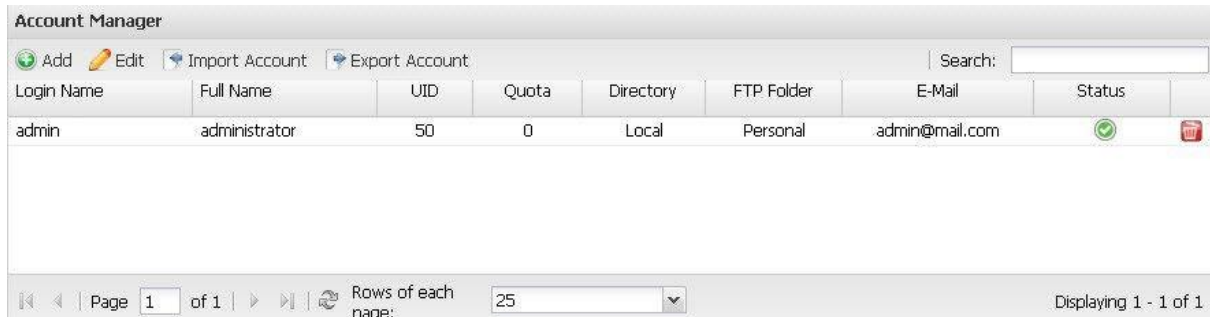 Account Manager
Add Edit Import Account Export Account Search:
Login Name Full Name UID Quota Directory FTP Folder E-Mail Status
admin administrator 50 0 Local Personal admin@mail.com
Page 1 of 1 Rows of each page: 25 Displaying 1 - 1 of 1